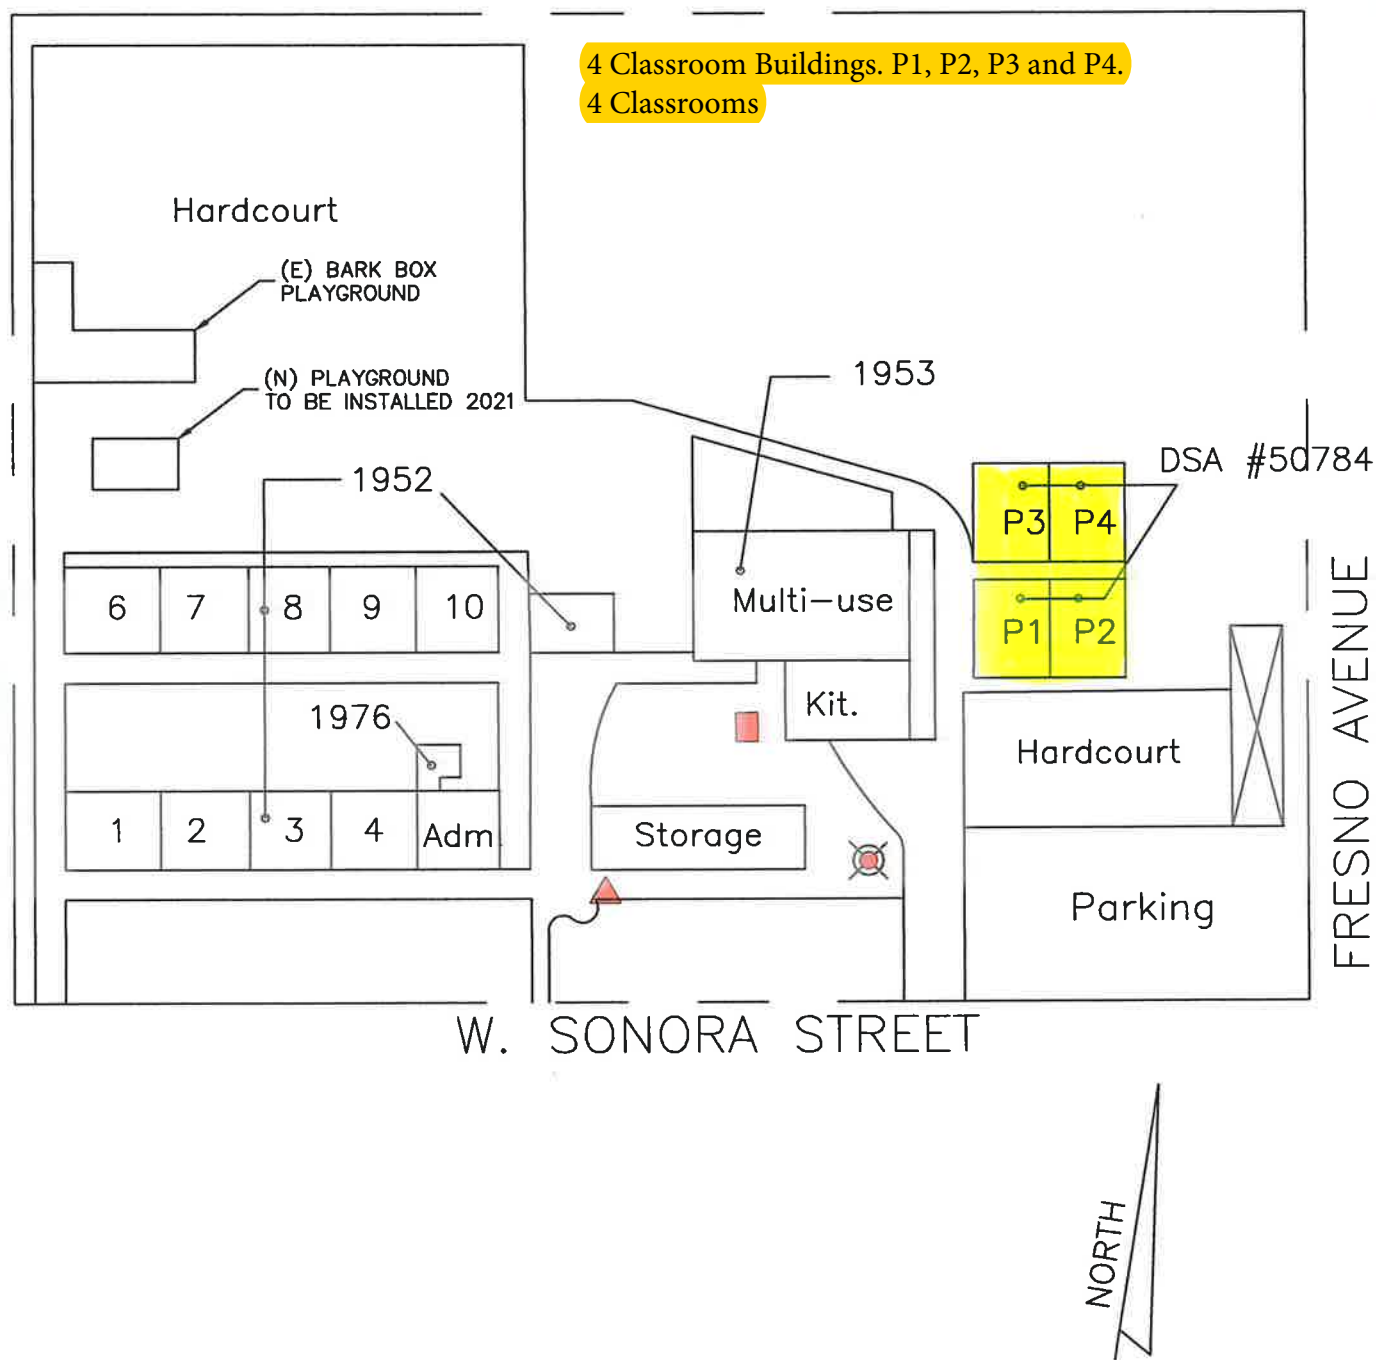 4 Classroom Buildings. P1, P2, P3 and P4.
4 Classrooms
Hardcourt
(E) BARK BOX
PLAYGROUND
(N) PLAYGROUND
TO BE INSTALLED 2021
1953
DSA #50784
1952
P3 P4
6 7 8 9 10
Multi-use
P1 P2
1976
Kit.
Hardcourt
1 2 3 4 Adm
Storage
Parking
FRESNO AVENUE
W. SONORA STREET
NORTH